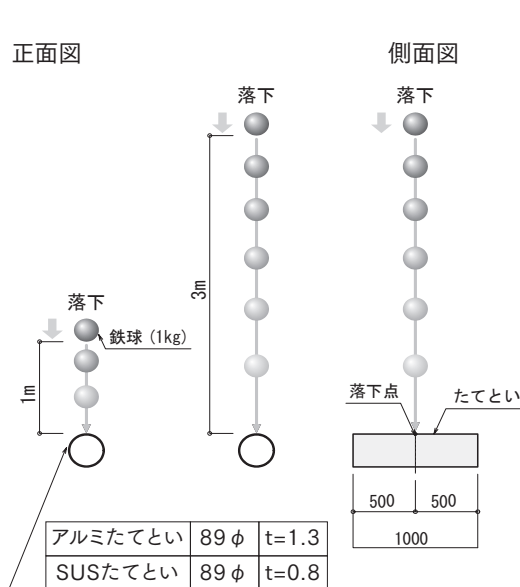 正面図
側面図
落下
落下
落下
鉄球 (1kg)
3m
1m
落下点
たてとい
500
500
1000
アルミたてとい 89φ t=1.3
SUSたてとい 89φ t=0.8